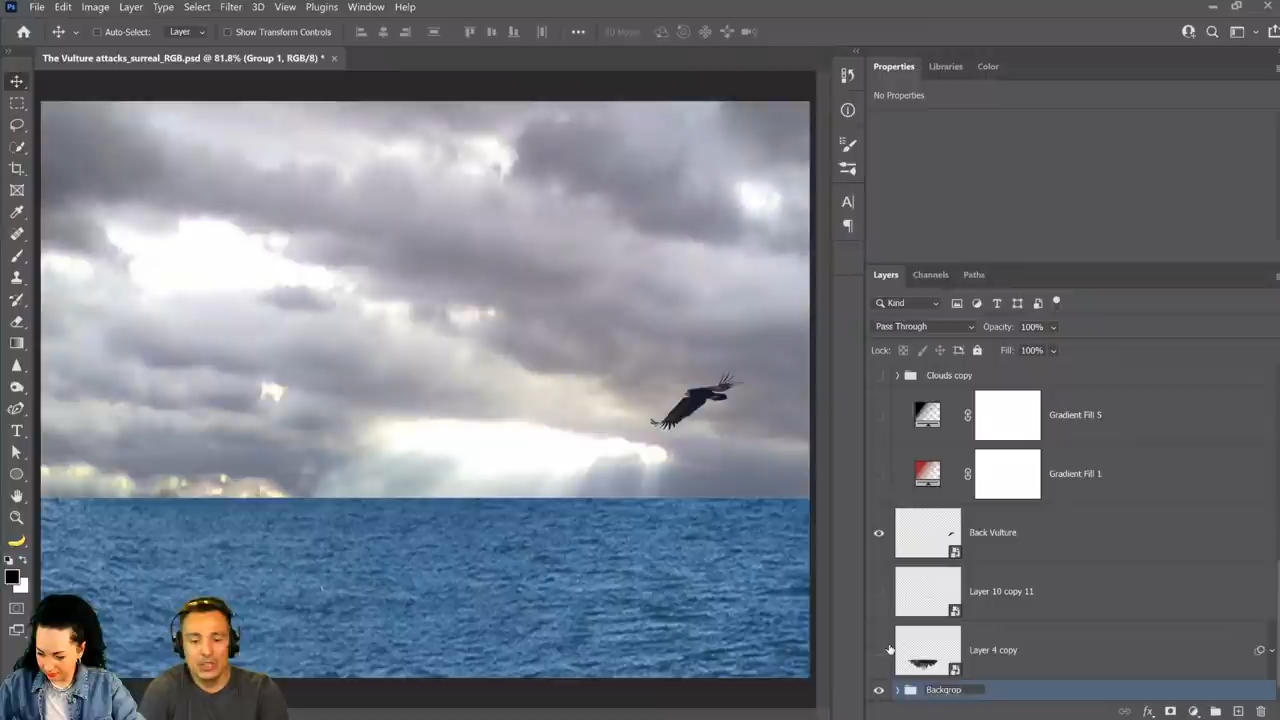 Ps File Edit Image Layer Type Select Filter 3D View Plugins Window Help
Auto-Select: Layer Show Transform Controls 3D Mode:
The Vulture attacks_surreal_RGB.psd @ 81.8% (Group 1, RGB/8) * ×
Properties Libraries Color
No Properties
Layers Channels Paths
Kind
Pass Through Opacity: 100%
Lock: Fill: 100%
Clouds copy
Gradient Fill 5
Gradient Fill 1
Back Vulture
Layer 10 copy 11
Layer 4 copy
Backgrop